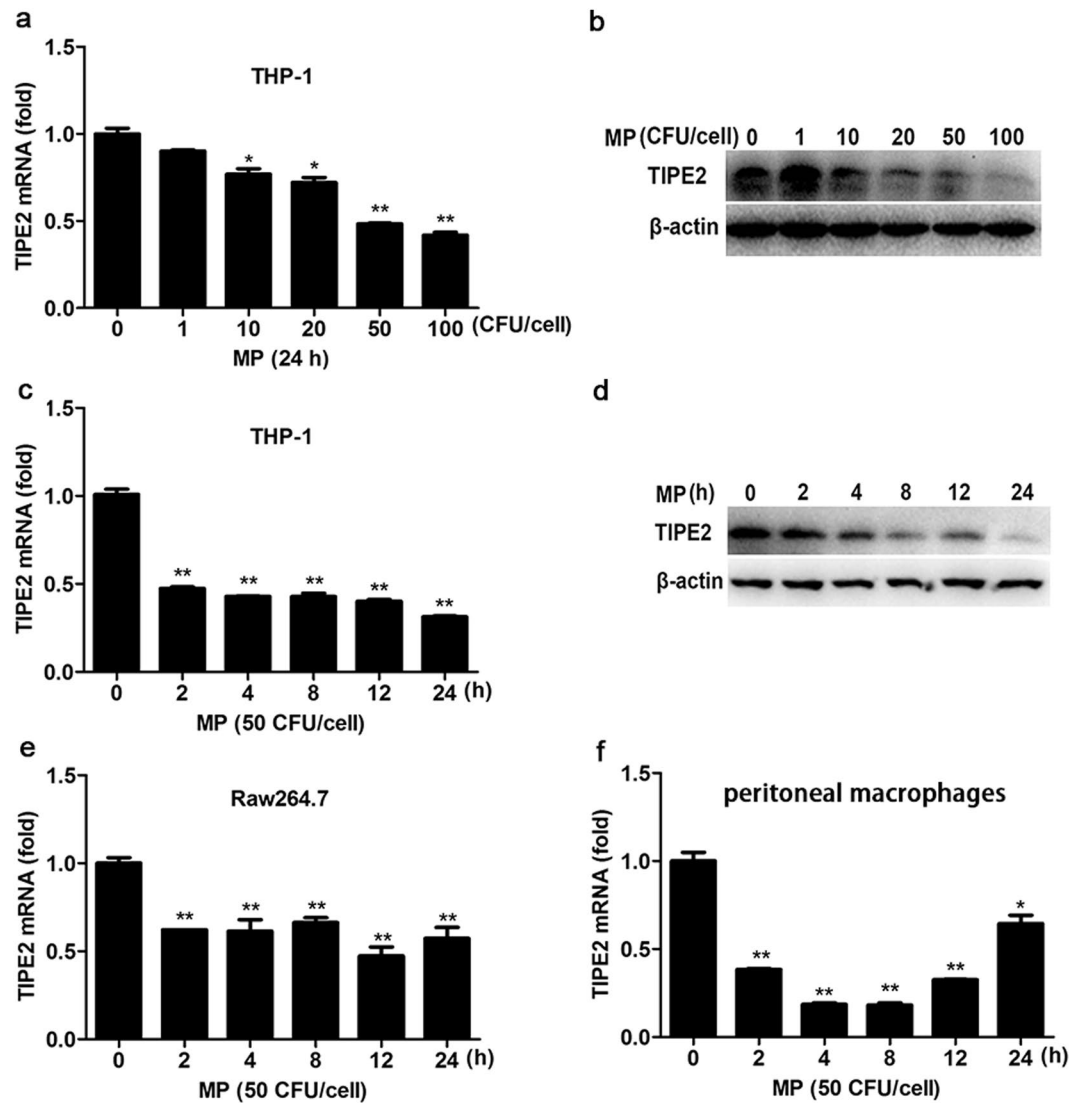 a
1.5
THP-1
TIPE2 mRNA (fold)
1.0
* * ** **
0.5
0.0
0 1 10 20 50 100 (CFU/cell)
MP (24 h)
b
MP (CFU/cell) 0 1 10 20 50 100
TIPE2
β-actin
c
1.5
THP-1
TIPE2 mRNA (fold)
1.0
** ** ** ** **
0.5
0.0
0 2 4 8 12 24 (h)
MP (50 CFU/cell)
d
MP (h) 0 2 4 8 12 24
TIPE2
β-actin
e
1.5
Raw264.7
TIPE2 mRNA (fold)
1.0
** ** ** ** **
0.5
0.0
0 2 4 8 12 24 (h)
MP (50 CFU/cell)
f
1.5
peritoneal macrophages
TIPE2 mRNA (fold)
1.0
** ** ** ** *
0.5
0.0
0 2 4 8 12 24 (h)
MP (50 CFU/cell)